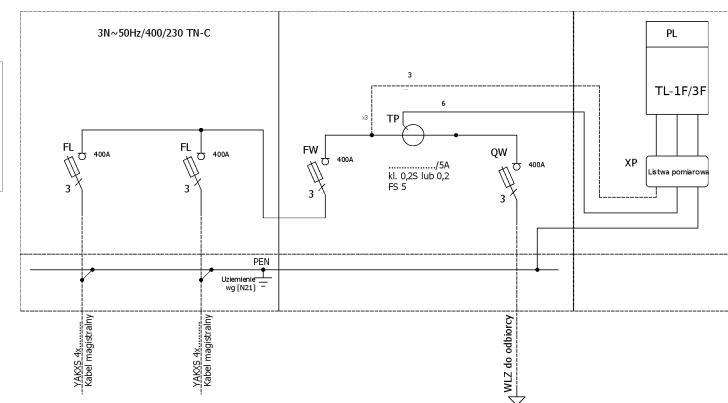 3N~50Hz/400/230 TN-C
PL
TL-1F/3F
3
6
x3
TP
FL
400A
3
FL
400A
3
FW
400A
3
............/5A
kl. 0,2S lub 0,2
FS 5
QW
400A
3
XP
Listwa pomiarowa
PEN
Uziemienie
wg [N21]
YAKXS 4x........
Kabel magistralny
YAKXS 4x........
Kabel magistralny
WLZ do odbiorcy